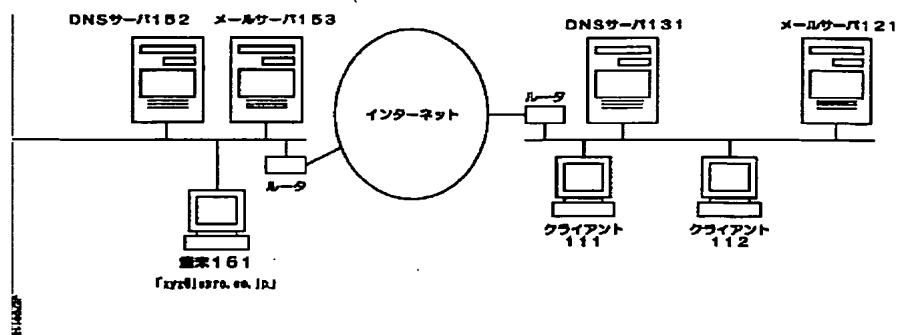 DNSサーバ152
メールサーバ153
DNSサーバ131
メールサーバ121
インターネット
ルータ
ルータ
クライアント
111
クライアント
112
端末161